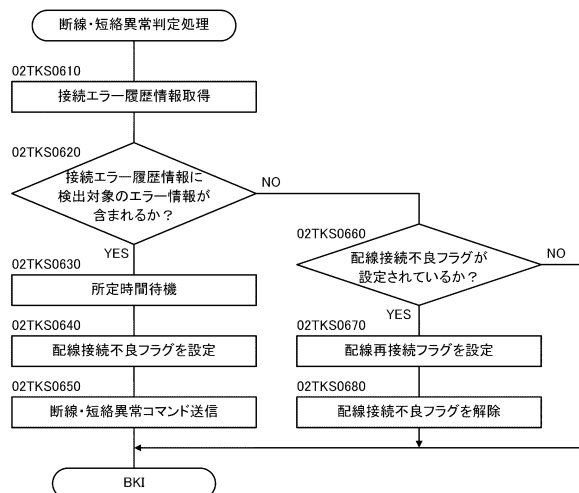 断線・短絡異常判定処理
02TKS0610
接続エラー履歴情報取得
02TKS0620
接続エラー履歴情報に
検出対象のエラー情報が
含まれるか？
NO
YES
02TKS0630
所定時間待機
02TKS0640
配線接続不良フラグを設定
02TKS0650
断線・短絡異常コマンド送信
02TKS0660
配線接続不良フラグが
設定されているか？
NO
YES
02TKS0670
配線再接続フラグを設定
02TKS0680
配線接続不良フラグを解除
BKI